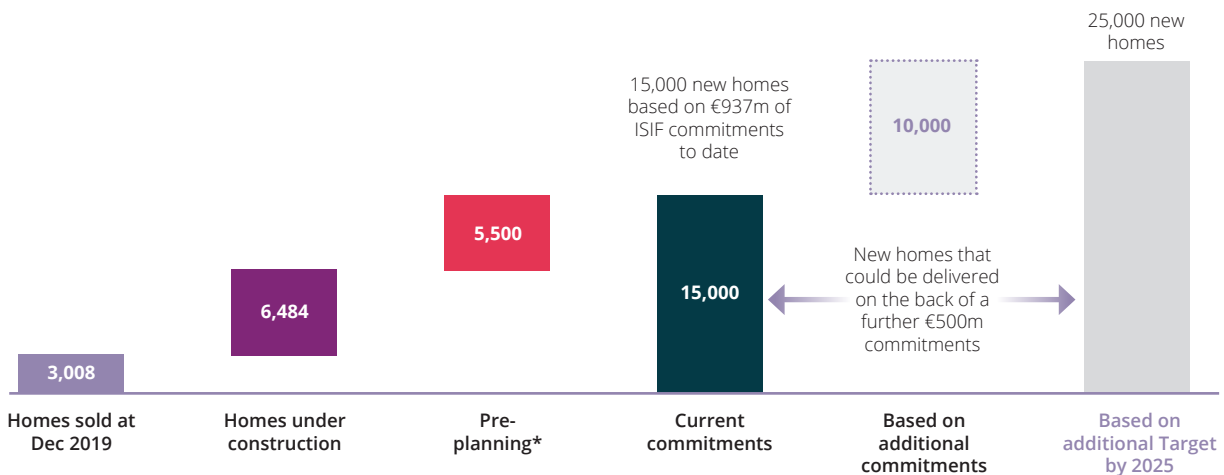 25,000 new
homes
15,000 new homes
based on €937m of
ISIF commitments
to date
10,000
5,500
New homes that
could be delivered
on the back of a
further €500m
commitments
15,000
6,484
3,008
Homes sold at
Dec 2019
Homes under
construction
Pre-
planning*
Current
commitments
Based on
additional
commitments
Based on
additional Target
by 2025